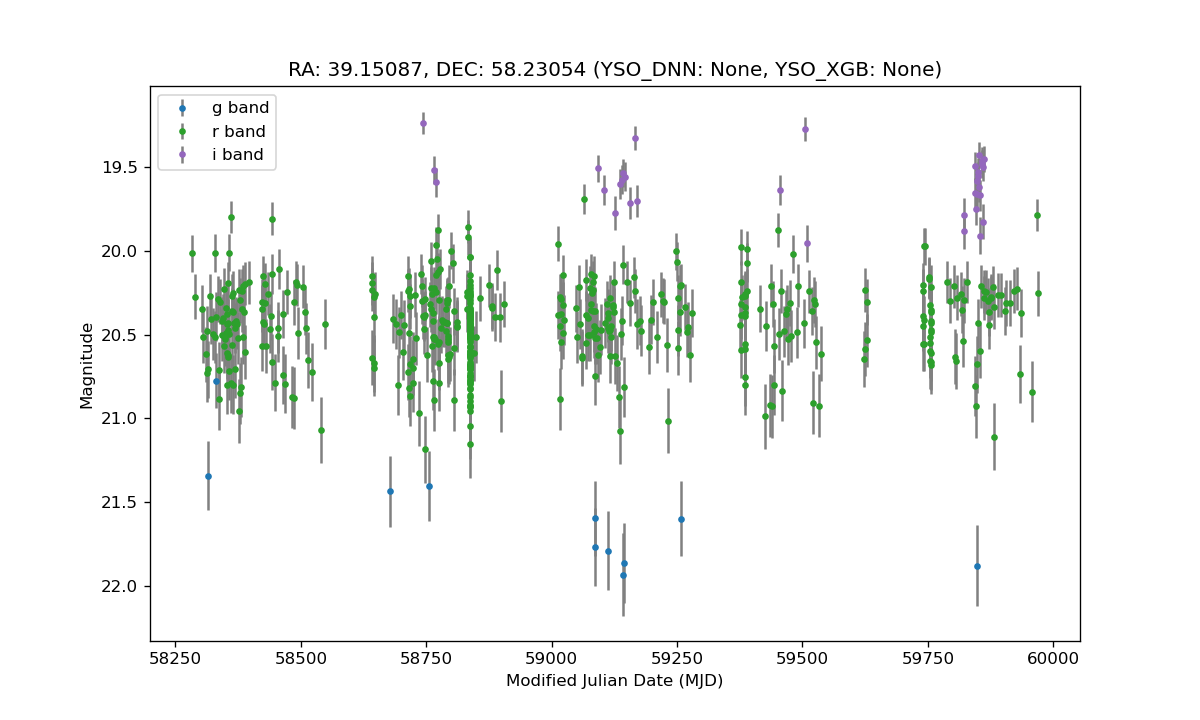 RA: 39.15087, DEC: 58.23054 (YSO_DNN: None, YSO_XGB: None)
g band
r band
i band
Magnitude
19.5
20.0
20.5
21.0
21.5
22.0
58250 58500 58750 59000 59250 59500 59750 60000
Modified Julian Date (MJD)